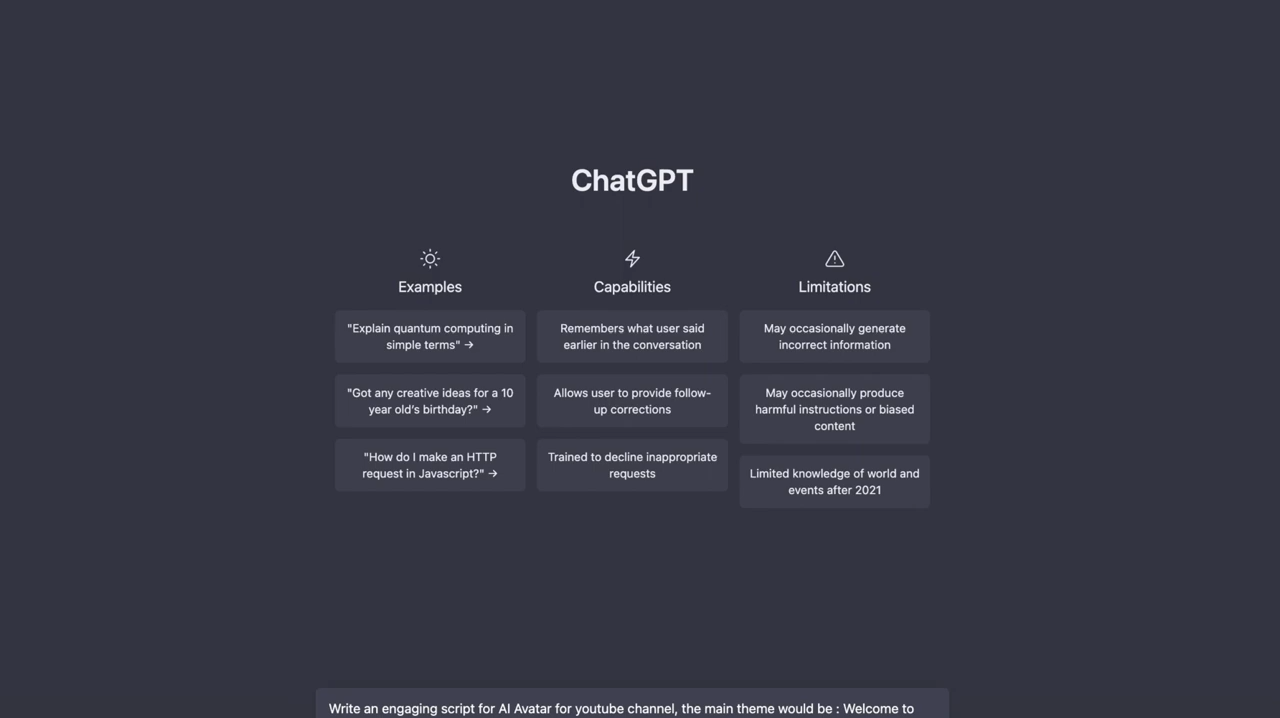 ChatGPT
Examples
"Explain quantum computing in
simple terms" →
"Got any creative ideas for a 10
year old's birthday?" →
"How do I make an HTTP
request in Javascript?" →
Capabilities
Remembers what user said
earlier in the conversation
Allows user to provide follow-
up corrections
Trained to decline inappropriate
requests
Limitations
May occasionally generate
incorrect information
May occasionally produce
harmful instructions or biased
content
Limited knowledge of world and
events after 2021
Write an engaging script for AI Avatar for youtube channel, the main theme would be : Welcome to